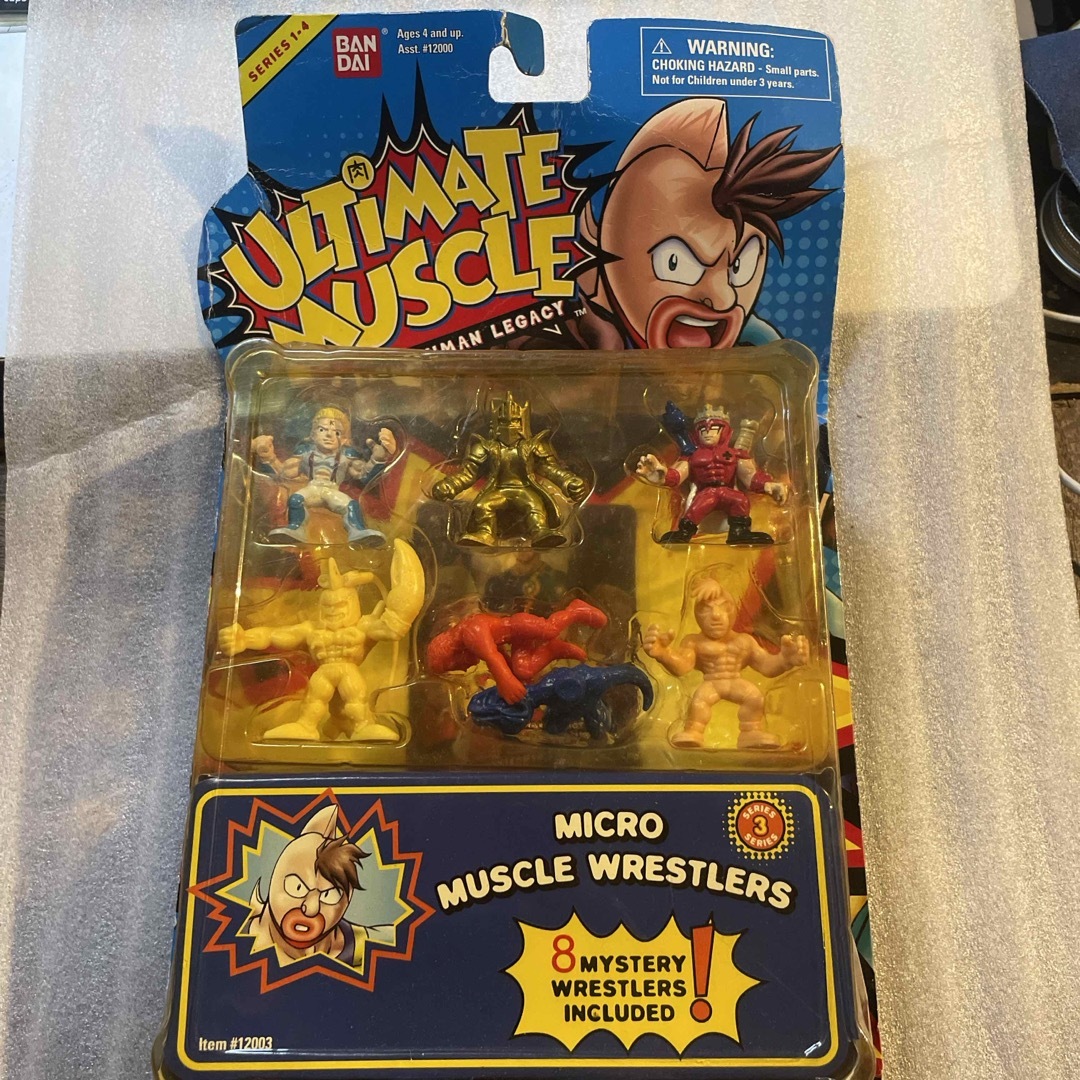 SERIES 1-4
BAN
DAI
®
Ages 4 and up.
Asst. #12000
WARNING:
CHOKING HAZARD - Small parts.
Not for Children under 3 years.
肉
ULTIMATE
MUSCLE
MAN LEGACY ™
MICRO
MUSCLE WRESTLERS
SERIES
3
SERIES
8 MYSTERY
WRESTLERS
INCLUDED !
Item #12003